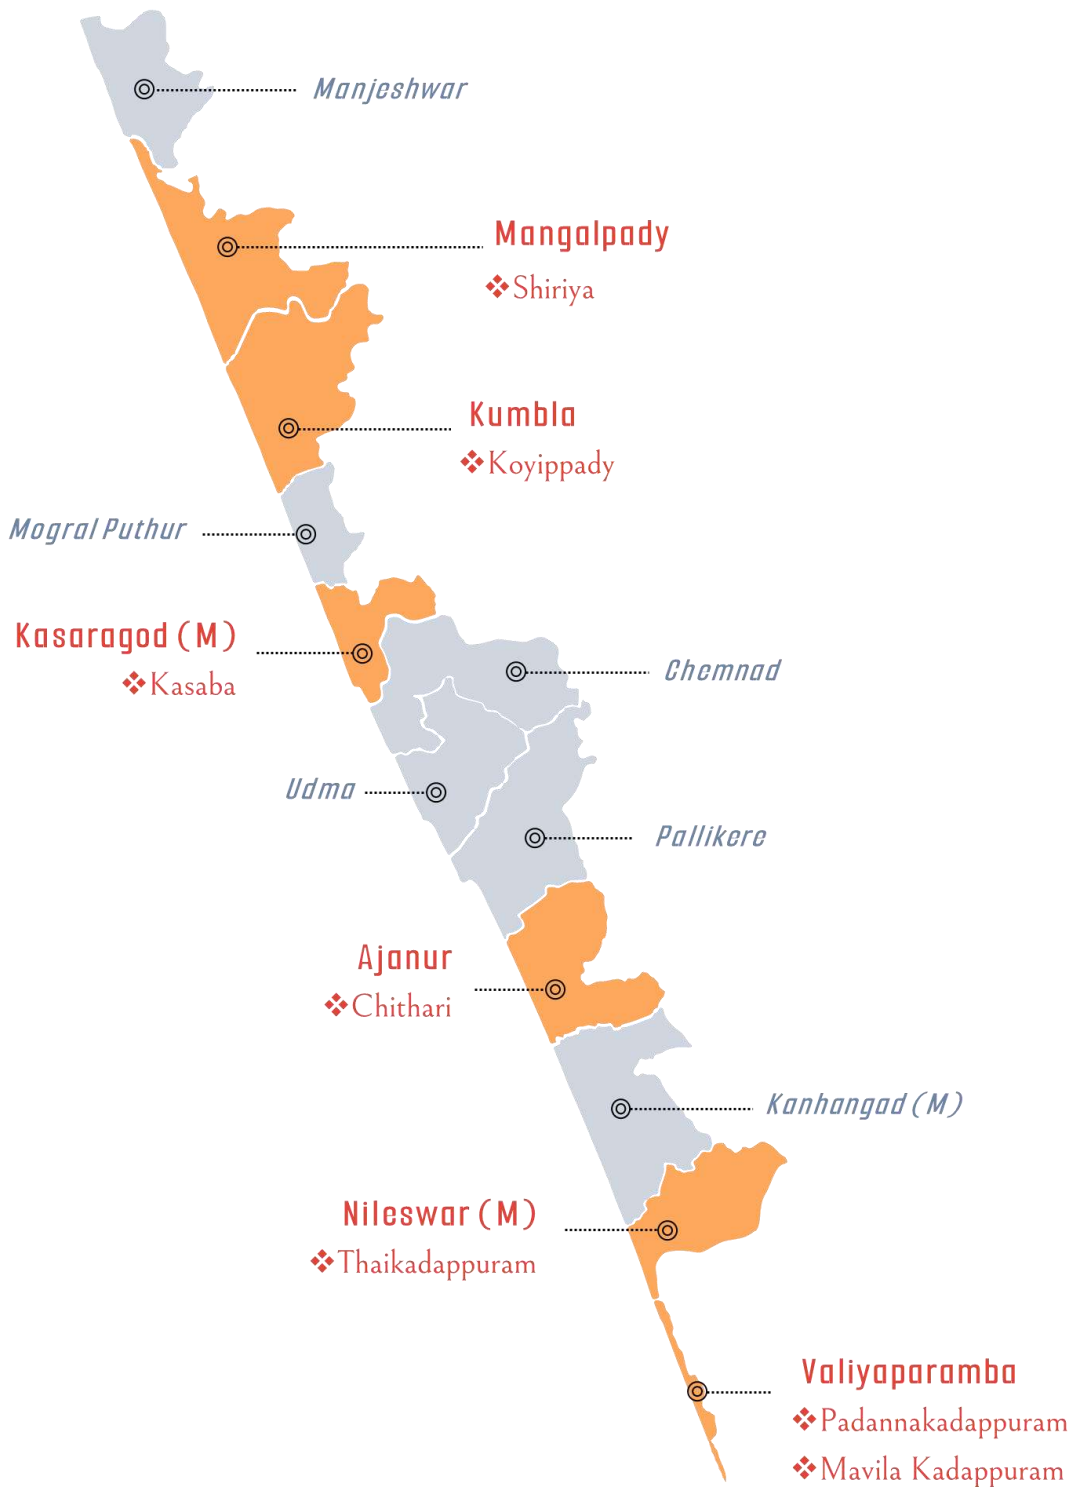 Manjeshwar
Mangalpady
❖Shiriya
Kumbla
❖Koyippady
Mogral Puthur
Kasaragod (M)
❖Kasaba
Chemnad
Udma
Pallikere
Ajanur
❖Chithari
Kanhangad (M)
Nileswar (M)
❖Thaikadappuram
Valiyaparamba
❖Padannakadappuram
❖Mavila Kadappuram